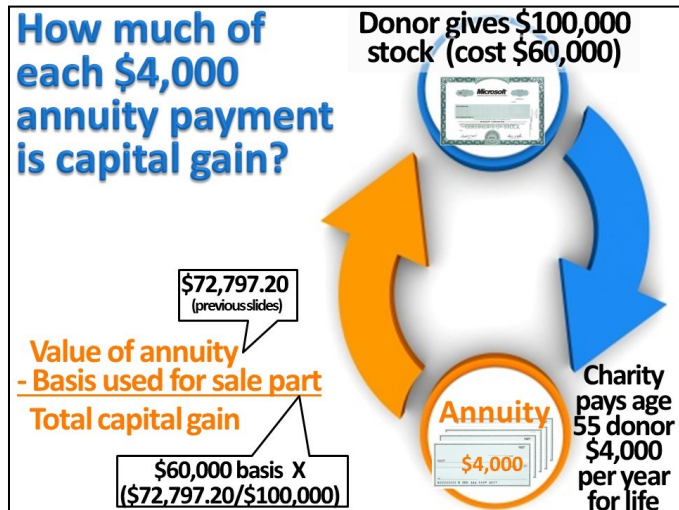 How much of
each $4,000
annuity payment
is capital gain?
Donor gives $100,000
stock (cost $60,000)
Microsoft
$72,797.20
(previous slides)
Value of annuity
- Basis used for sale part
Total capital gain
$60,000 basis X
($72,797.20/$100,000)
Annuity
$4,000
Charity
pays age
55 donor
$4,000
per year
for life